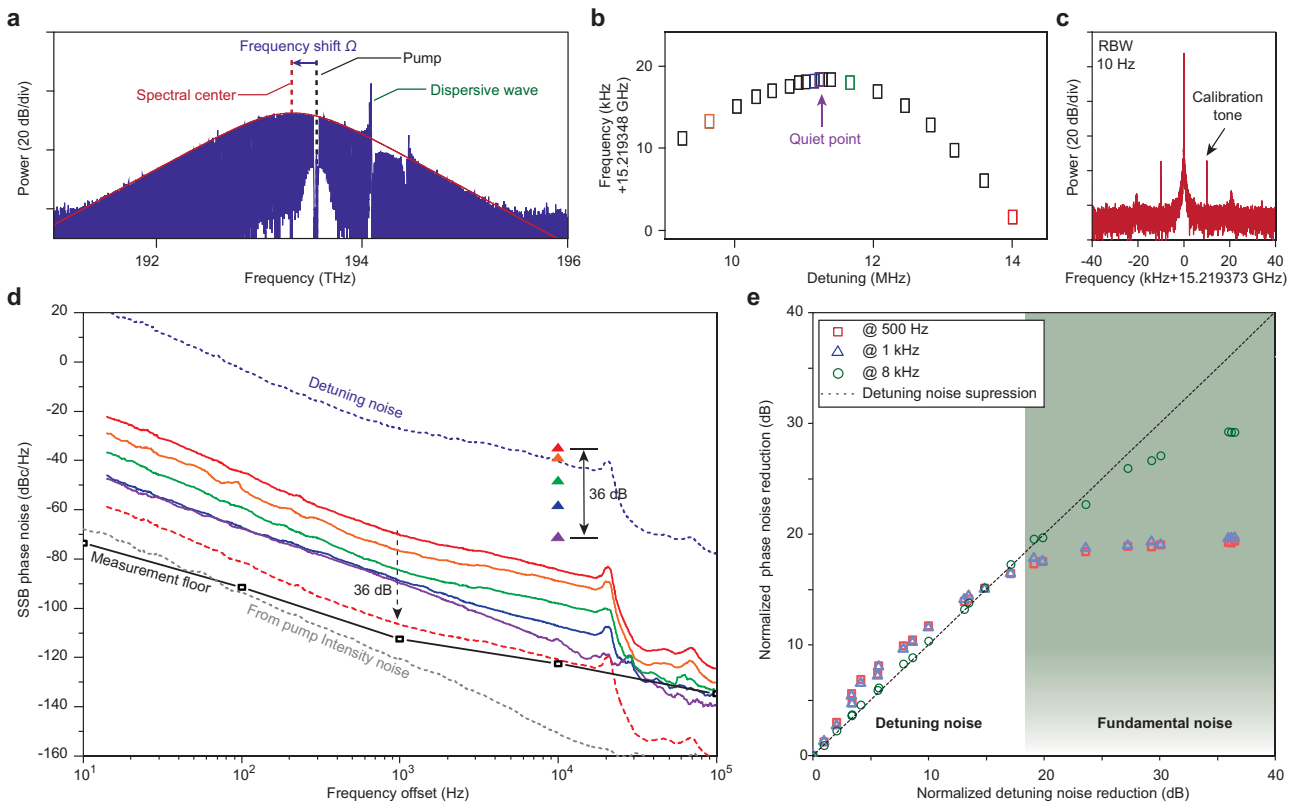 a
Frequency shift Ω
Pump
Spectral center
Dispersive wave
Power (20 dB/div)
192
194
196
Frequency (THz)
b
Frequency (kHz
+15.219348 GHz)
20
10
0
Quiet point
10
12
14
Detuning (MHz)
c
RBW
10 Hz
Calibration
tone
Power (20 dB/div)
-40
-20
0
20
40
Frequency (kHz+15.219373 GHz)
d
SSB phase noise (dBc/Hz)
20
0
-20
-40
-60
-80
-100
-120
-140
-160
Detuning noise
36 dB
36 dB
Measurement floor
From pump Intensity noise
10¹
10²
10³
10⁴
10⁵
Frequency offset (Hz)
e
Normalized phase noise reduction (dB)
40
30
20
10
0
@ 500 Hz
@ 1 kHz
@ 8 kHz
Detuning noise supression
Detuning noise
Fundamental noise
0
10
20
30
40
Normalized detuning noise reduction (dB)